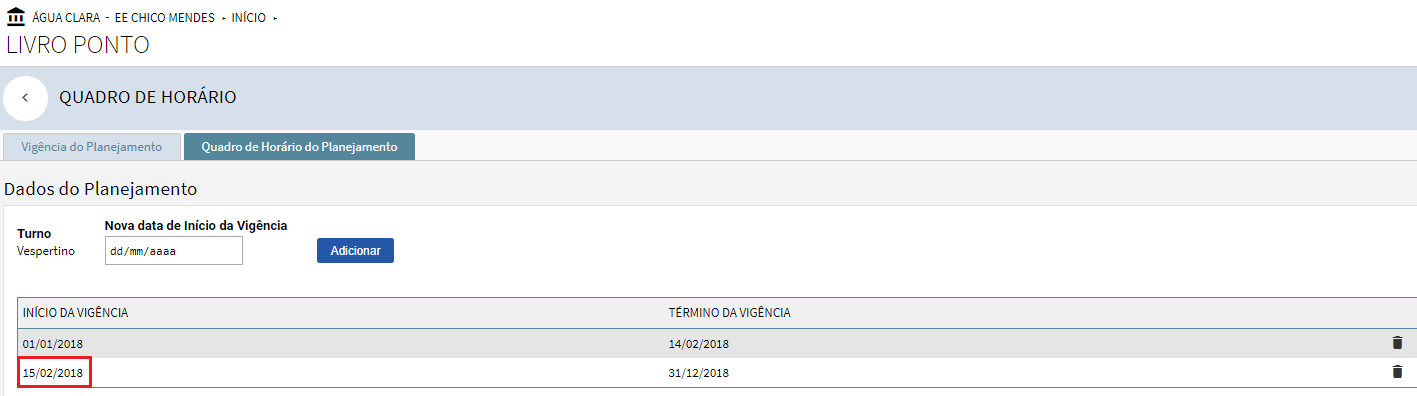 ÁGUA CLARA - EE CHICO MENDES ▸ INÍCIO ▸
LIVRO PONTO
QUADRO DE HORÁRIO
Vigência do Planejamento Quadro de Horário do Planejamento
Dados do Planejamento
Turno Nova data de Início da Vigência
Vespertino dd/mm/aaaa Adicionar
INÍCIO DA VIGÊNCIA TÉRMINO DA VIGÊNCIA
01/01/2018 14/02/2018
15/02/2018 31/12/2018